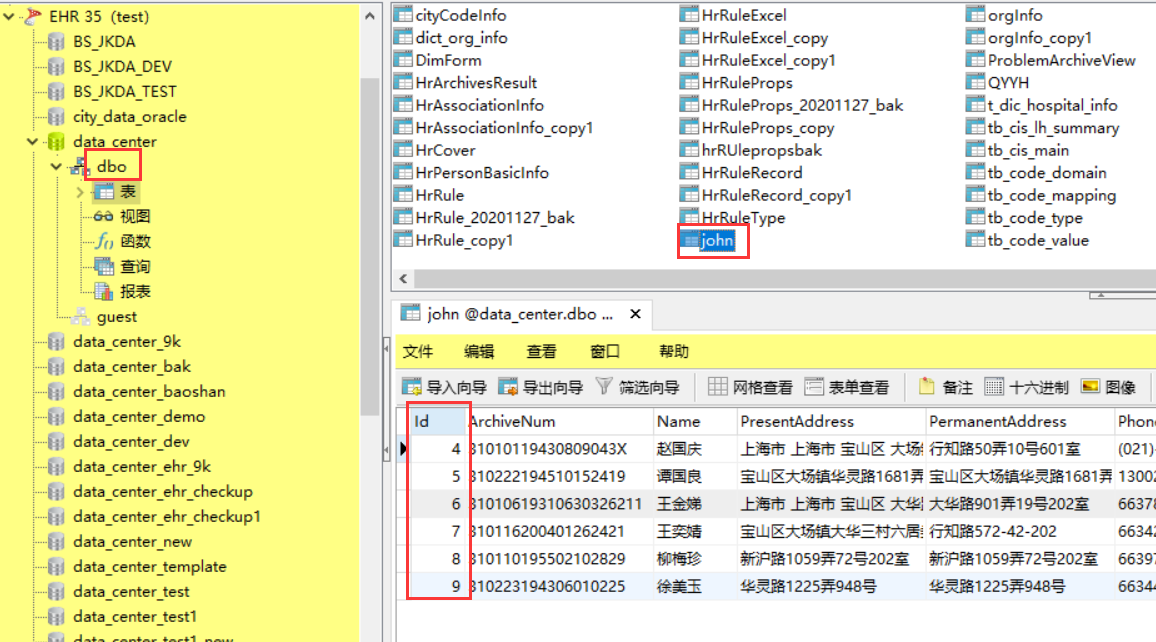 EHR 35 (test)
BS_JKDA
BS_JKDA_DEV
BS_JKDA_TEST
city_data_oracle
data_center
dbo
表
视图
函数
查询
报表
guest
data_center_9k
data_center_bak
data_center_baoshan
data_center_demo
data_center_dev
data_center_ehr_9k
data_center_ehr_checkup
data_center_ehr_checkup1
data_center_new
data_center_template
data_center_test
data_center_test1
data_center_test1_new
cityCodeInfo
dict_org_info
DimForm
HrArchivesResult
HrAssociationInfo
HrAssociationInfo_copy1
HrCover
HrPersonBasicInfo
HrRule
HrRule_20201127_bak
HrRule_copy1
HrRuleExcel
HrRuleExcel_copy
HrRuleExcel_copy1
HrRuleProps
HrRuleProps_20201127_bak
HrRuleProps_copy
hrRUlepropsbak
HrRuleRecord
HrRuleRecord_copy1
HrRuleType
john
orgInfo
orgInfo_copy1
ProblemArchiveView
QYYH
t_dic_hospital_info
tb_cis_lh_summary
tb_cis_main
tb_code_domain
tb_code_mapping
tb_code_type
tb_code_value
john @data_center.dbo ...
文件 编辑 查看 窗口 帮助
导入向导 导出向导 筛选向导 网格查看 表单查看 备注 十六进制 图像
Id ArchiveNum Name PresentAddress PermanentAddress Phon
4 31010119430809043X 赵国庆 上海市 上海市 宝山区 大场 行知路50弄10号601室 (021)-
5 310222194510152419 谭国良 宝山区大场镇华灵路1681弄 宝山区大场镇华灵路1681弄 13002
6 31010619310630326211 王金娣 上海市 上海市 宝山区 大华 大华路901弄19号202室 66378
7 310116200401262421 王奕婧 宝山区大场镇大华三村六居 行知路572-42-202 66342
8 310110195502102829 柳梅珍 新沪路1059弄72号202室 新沪路1059弄72号202室 66397
9 310223194306010225 徐美玉 华灵路1225弄948号 华灵路1225弄948号 66344